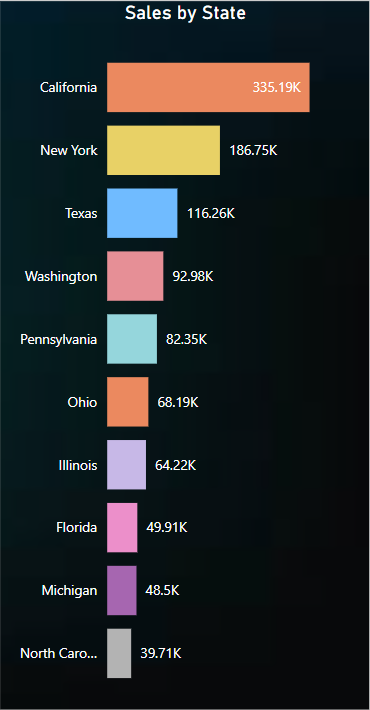 Sales by State
California 335.19K
New York 186.75K
Texas 116.26K
Washington 92.98K
Pennsylvania 82.35K
Ohio 68.19K
Illinois 64.22K
Florida 49.91K
Michigan 48.5K
North Caro... 39.71K